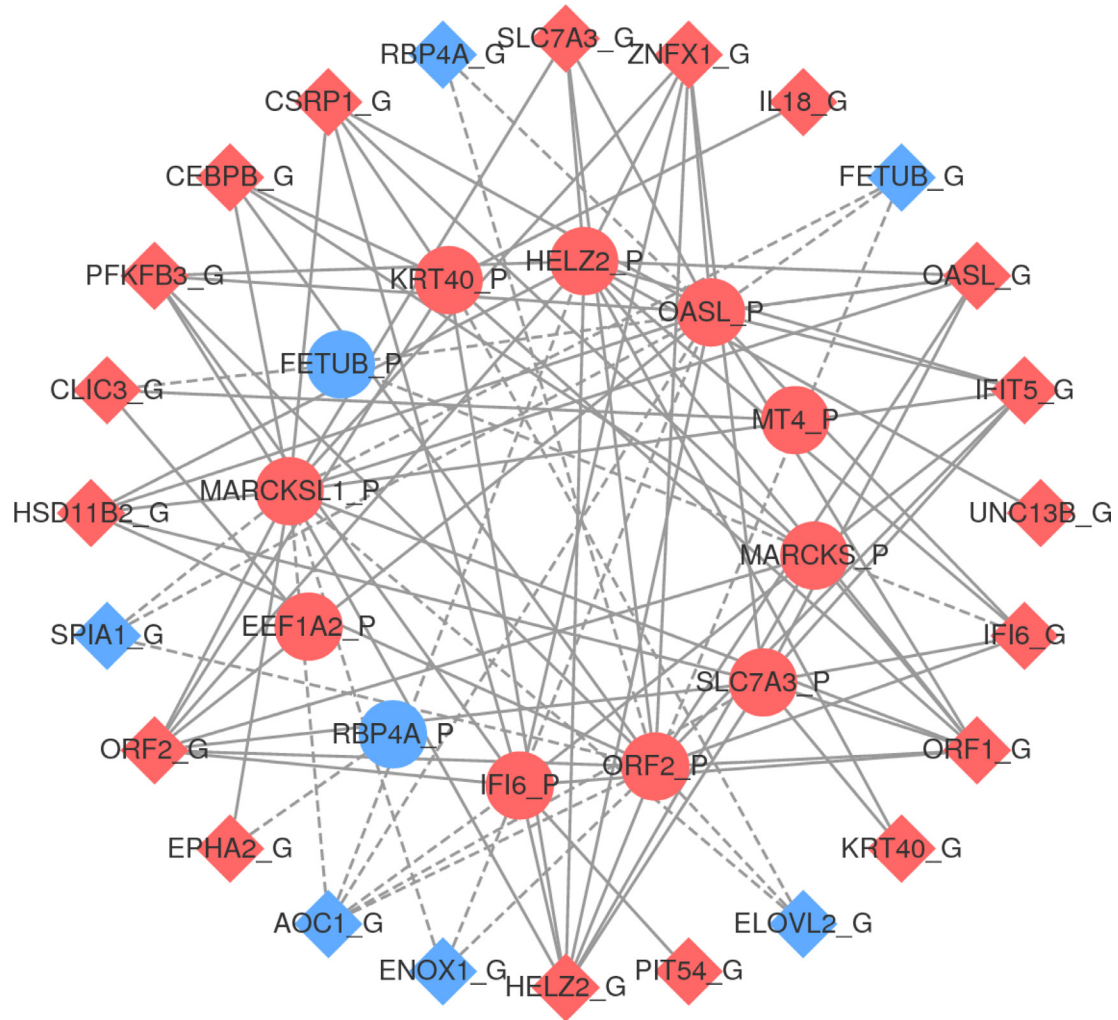 SLC7A3_G
RBP4A_G
ZNFX1_G
CSRP1_G
IL18_G
CEBPB_G
FETUB_G
HELZ2_P
PFKFB3_G
KRT40_P
OASL_G
OASL_P
FETUB_P
CLIC3_G
IFIT5_G
MT4_P
MARCKSL1_P
HSD11B2_G
UNC13B_G
MARCKS_P
EEF1A2_P
SPIA1_G
IFI6_G
SLC7A3_P
RBP4A_P
ORF2_G
ORF1_G
IFI6_P
ORF2_P
EPHA2_G
KRT40_G
AOC1_G
ELOVL2_G
ENOX1_G
PIT54_G
HELZ2_G